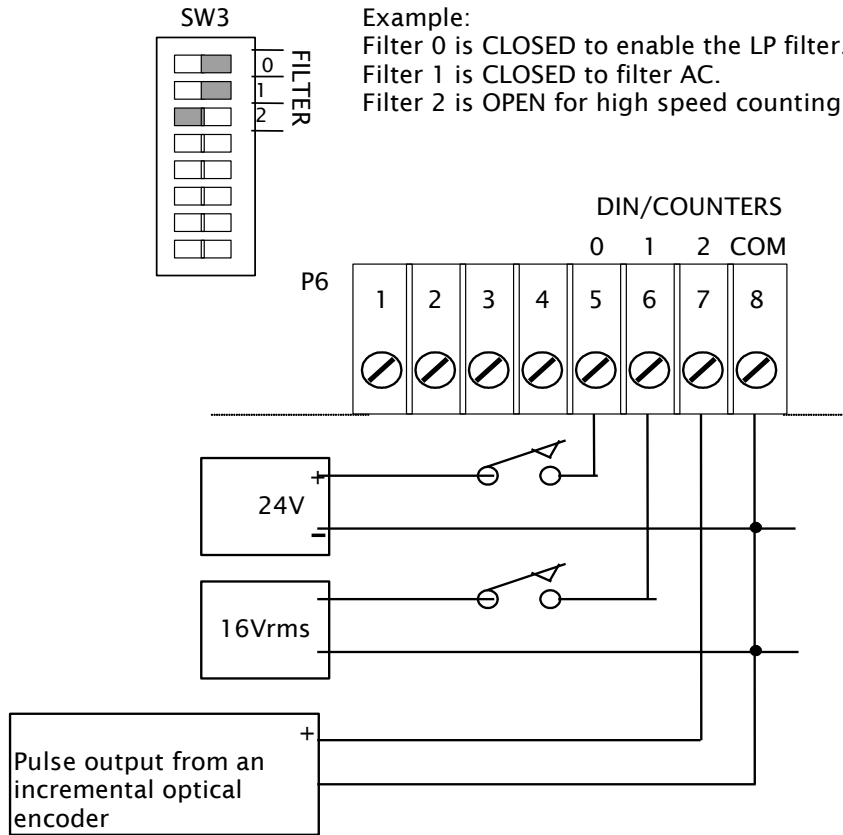 SW3
0
1
2
FILTER
Example:
Filter 0 is CLOSED to enable the LP filter.
Filter 1 is CLOSED to filter AC.
Filter 2 is OPEN for high speed counting
DIN/COUNTERS
0 1 2 COM
P6
1 2 3 4 5 6 7 8
+
24V
-
16Vrms
+
Pulse output from an
incremental optical
encoder